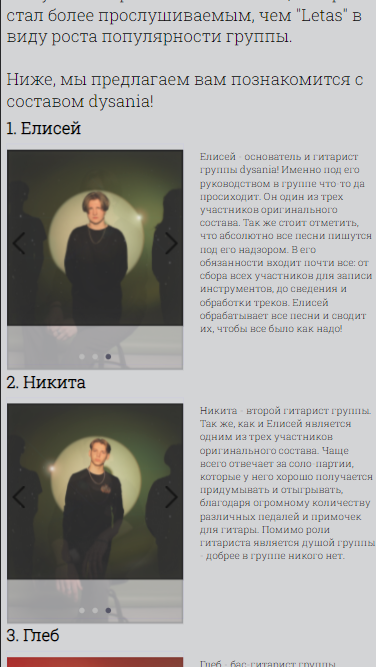 стал более прослушиваемым, чем "Letas" в
виду роста популярности группы.
Ниже, мы предлагаем вам познакомится с
составом dysania!
1. Елисей
Елисей - основатель и гитарист
группы dysania! Именно под его
руководством в группе что-то да
просиходит. Он один из трех
участников оригинального
состава. Так же стоит отметить,
что абсолютно все песни пишутся
под его надзором. В его
обязанности входит почти все: от
сбора всех участников для записи
инструментов, до сведения и
обработки треков. Елисей
обрабатывает все песни и сводит
их, чтобы все было как надо!
2. Никита
Никита - второй гитарист группы.
Так же, как и Елисей является
одним из трех участников
оригинального состава. Чаще
всего отвечает за соло-партии,
которые у него хорошо получается
придумывать и отыгрывать,
благодаря огромному количеству
различных педалей и примочек
для гитары. Помимо роли
гитариста является душой группы
- добрее в группе никого нет.
3. Глеб
Глеб - бас-гитарист группы